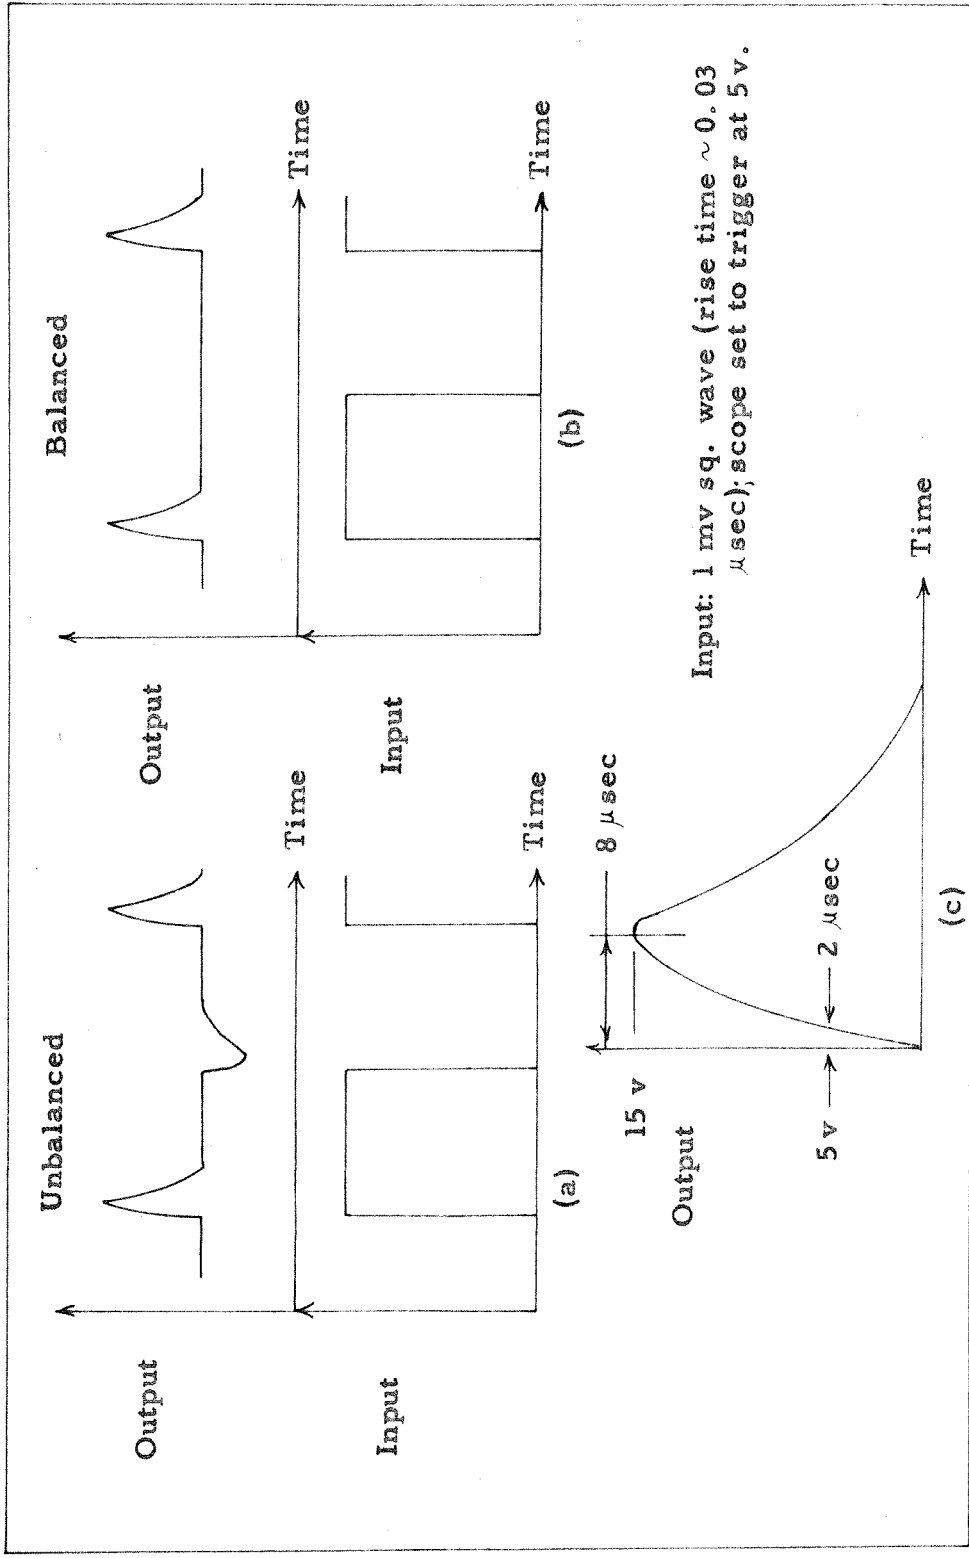 Unbalanced
Output
Time
Input
Time
(a)
Balanced
Output
Time
Input
Time
(b)
8 μsec
15 v
Output
5 v
2 μsec
Time
(c)
Input: 1 mv sq. wave (rise time ~ 0.03
μsec); scope set to trigger at 5 v.